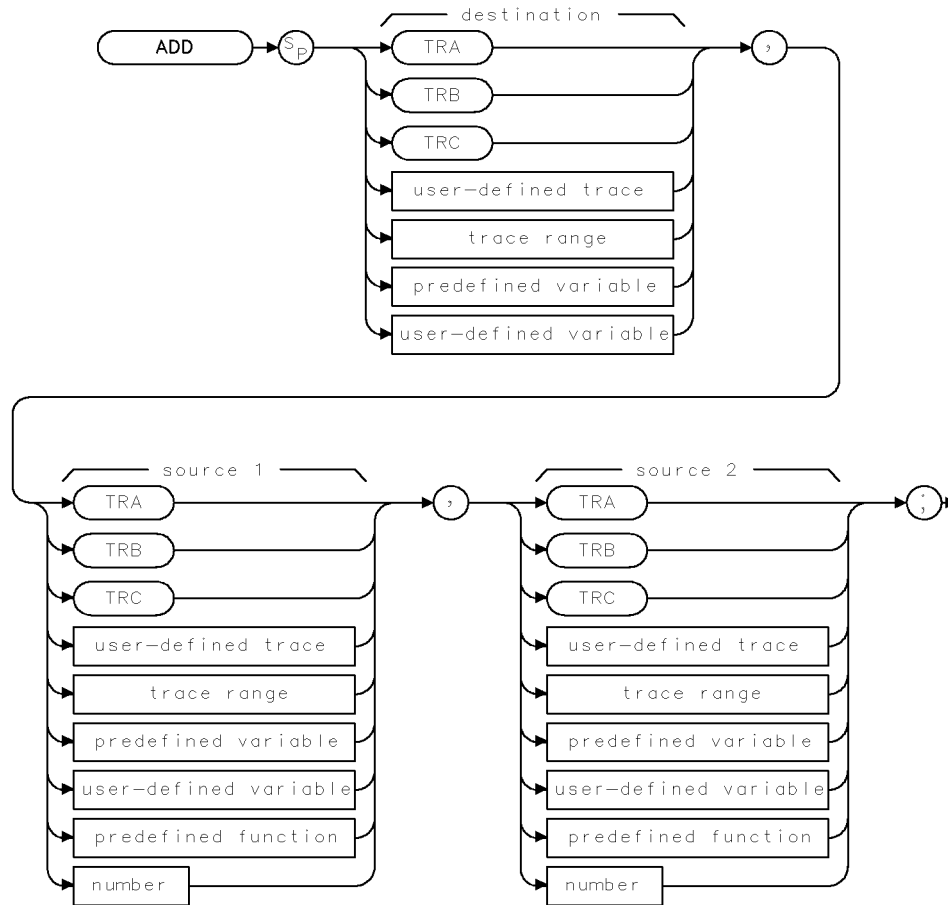 destination
ADD SP TRA ,
TRB
TRC
user-defined trace
trace range
predefined variable
user-defined variable
source 1
TRA ,
TRB
TRC
user-defined trace
trace range
predefined variable
user-defined variable
predefined function
number
source 2
TRA ;
TRB
TRC
user-defined trace
trace range
predefined variable
user-defined variable
predefined function
number